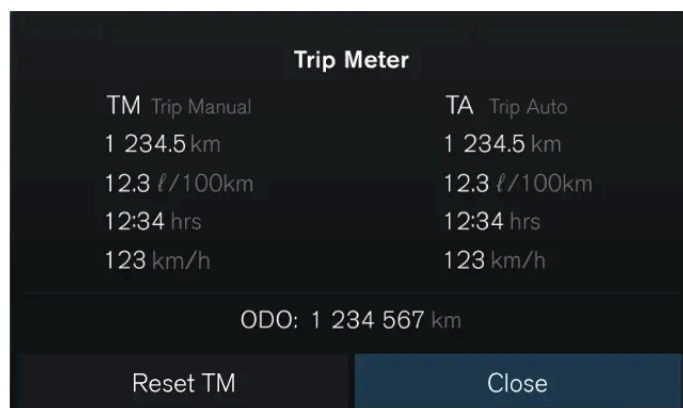 Trip Meter
TM Trip Manual TA Trip Auto
1 234.5 km 1 234.5 km
12.3 ℓ/100km 12.3 ℓ/100km
12:34 hrs 12:34 hrs
123 km/h 123 km/h
ODO: 1 234 567 km
Reset TM Close